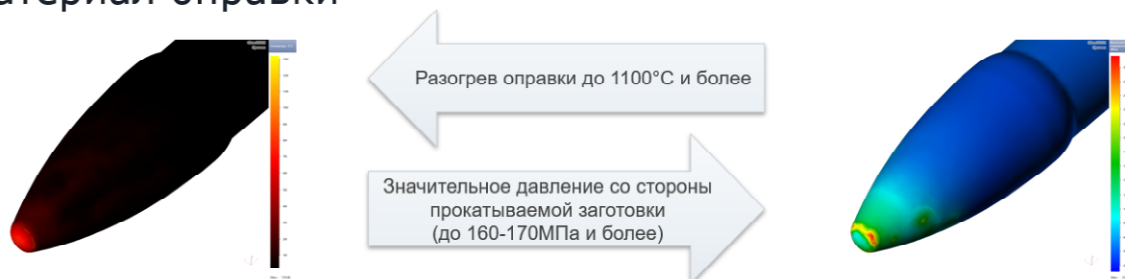 атериал оправки
Разогрев оправки до 1100°C и более
Значительное давление со стороны
прокатываемой заготовки
(до 160-170МПа и более)